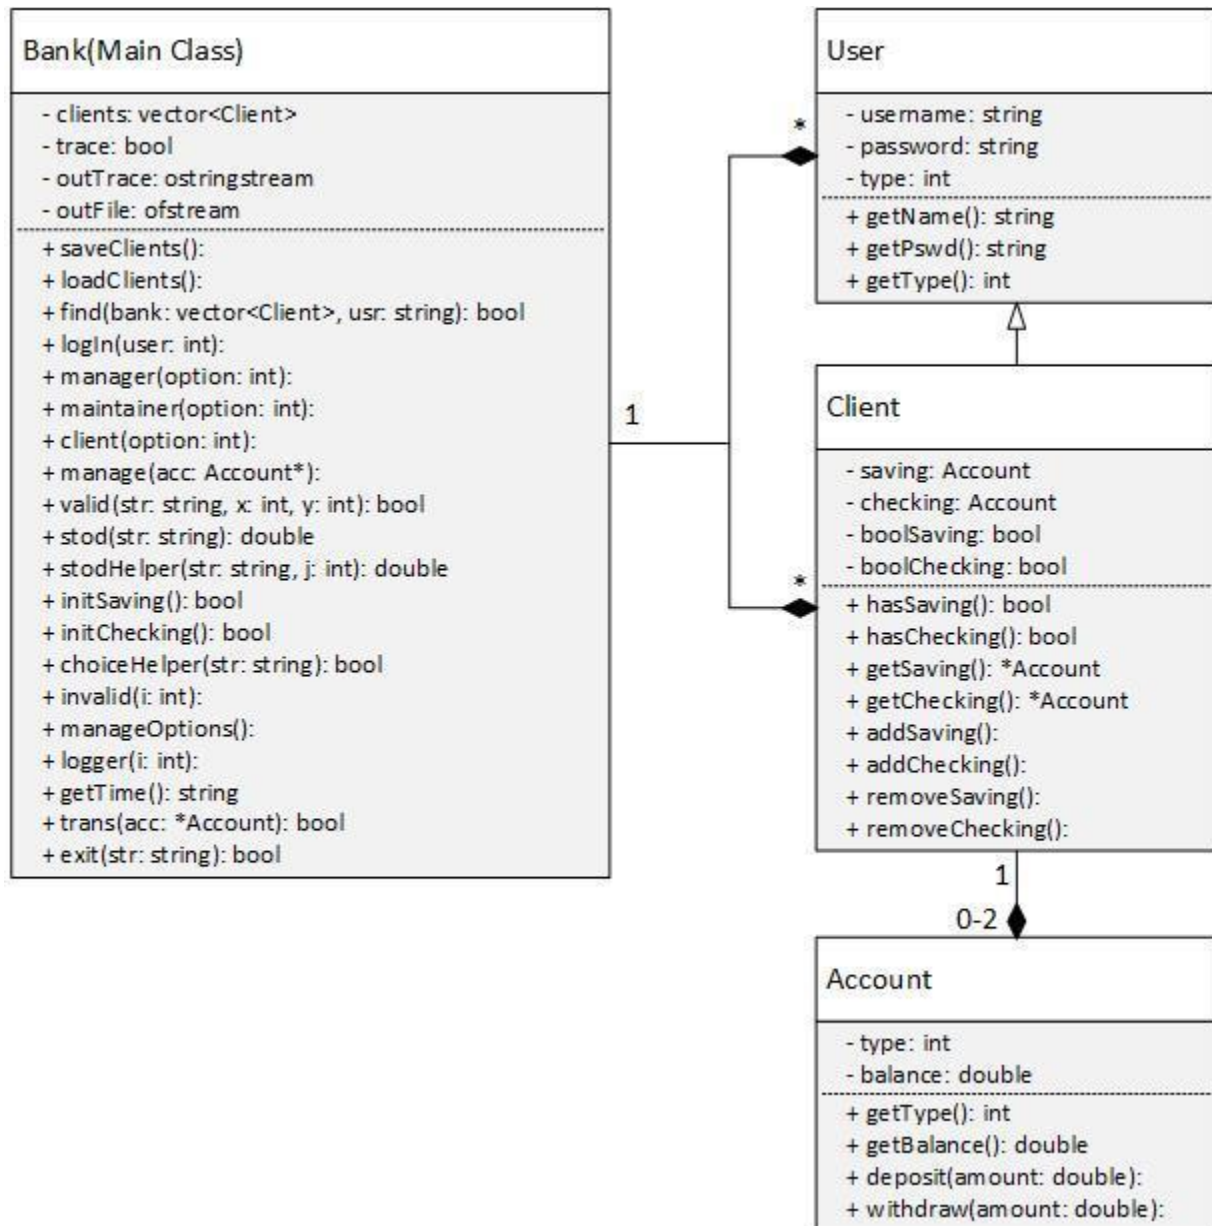 Bank(Main Class)
- clients: vector<Client>
- trace: bool
- outTrace: ostringstream
- outFile: ofstream
+ saveClients():
+ loadClients():
+ find(bank: vector<Client>, usr: string): bool
+ logIn(user: int):
+ manager(option: int):
+ maintainer(option: int):
+ client(option: int):
+ manage(acc: Account*):
+ valid(str: string, x: int, y: int): bool
+ stod(str: string): double
+ stodHelper(str: string, j: int): double
+ initSaving(): bool
+ initChecking(): bool
+ choiceHelper(str: string): bool
+ invalid(i: int):
+ manageOptions():
+ logger(i: int):
+ getTime(): string
+ trans(acc: *Account): bool
+ exit(str: string): bool
1
*
*
User
- username: string
- password: string
- type: int
+ getName(): string
+ getPswd(): string
+ getType(): int
Client
- saving: Account
- checking: Account
- boolSaving: bool
- boolChecking: bool
+ hasSaving(): bool
+ hasChecking(): bool
+ getSaving(): *Account
+ getChecking(): *Account
+ addSaving():
+ addChecking():
+ removeSaving():
+ removeChecking():
1
0-2
Account
- type: int
- balance: double
+ getType(): int
+ getBalance(): double
+ deposit(amount: double):
+ withdraw(amount: double):